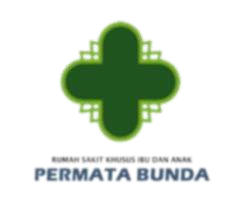 RUMAH SAKIT KHUSUS IBU DAN ANAK
PERMATA BUNDA